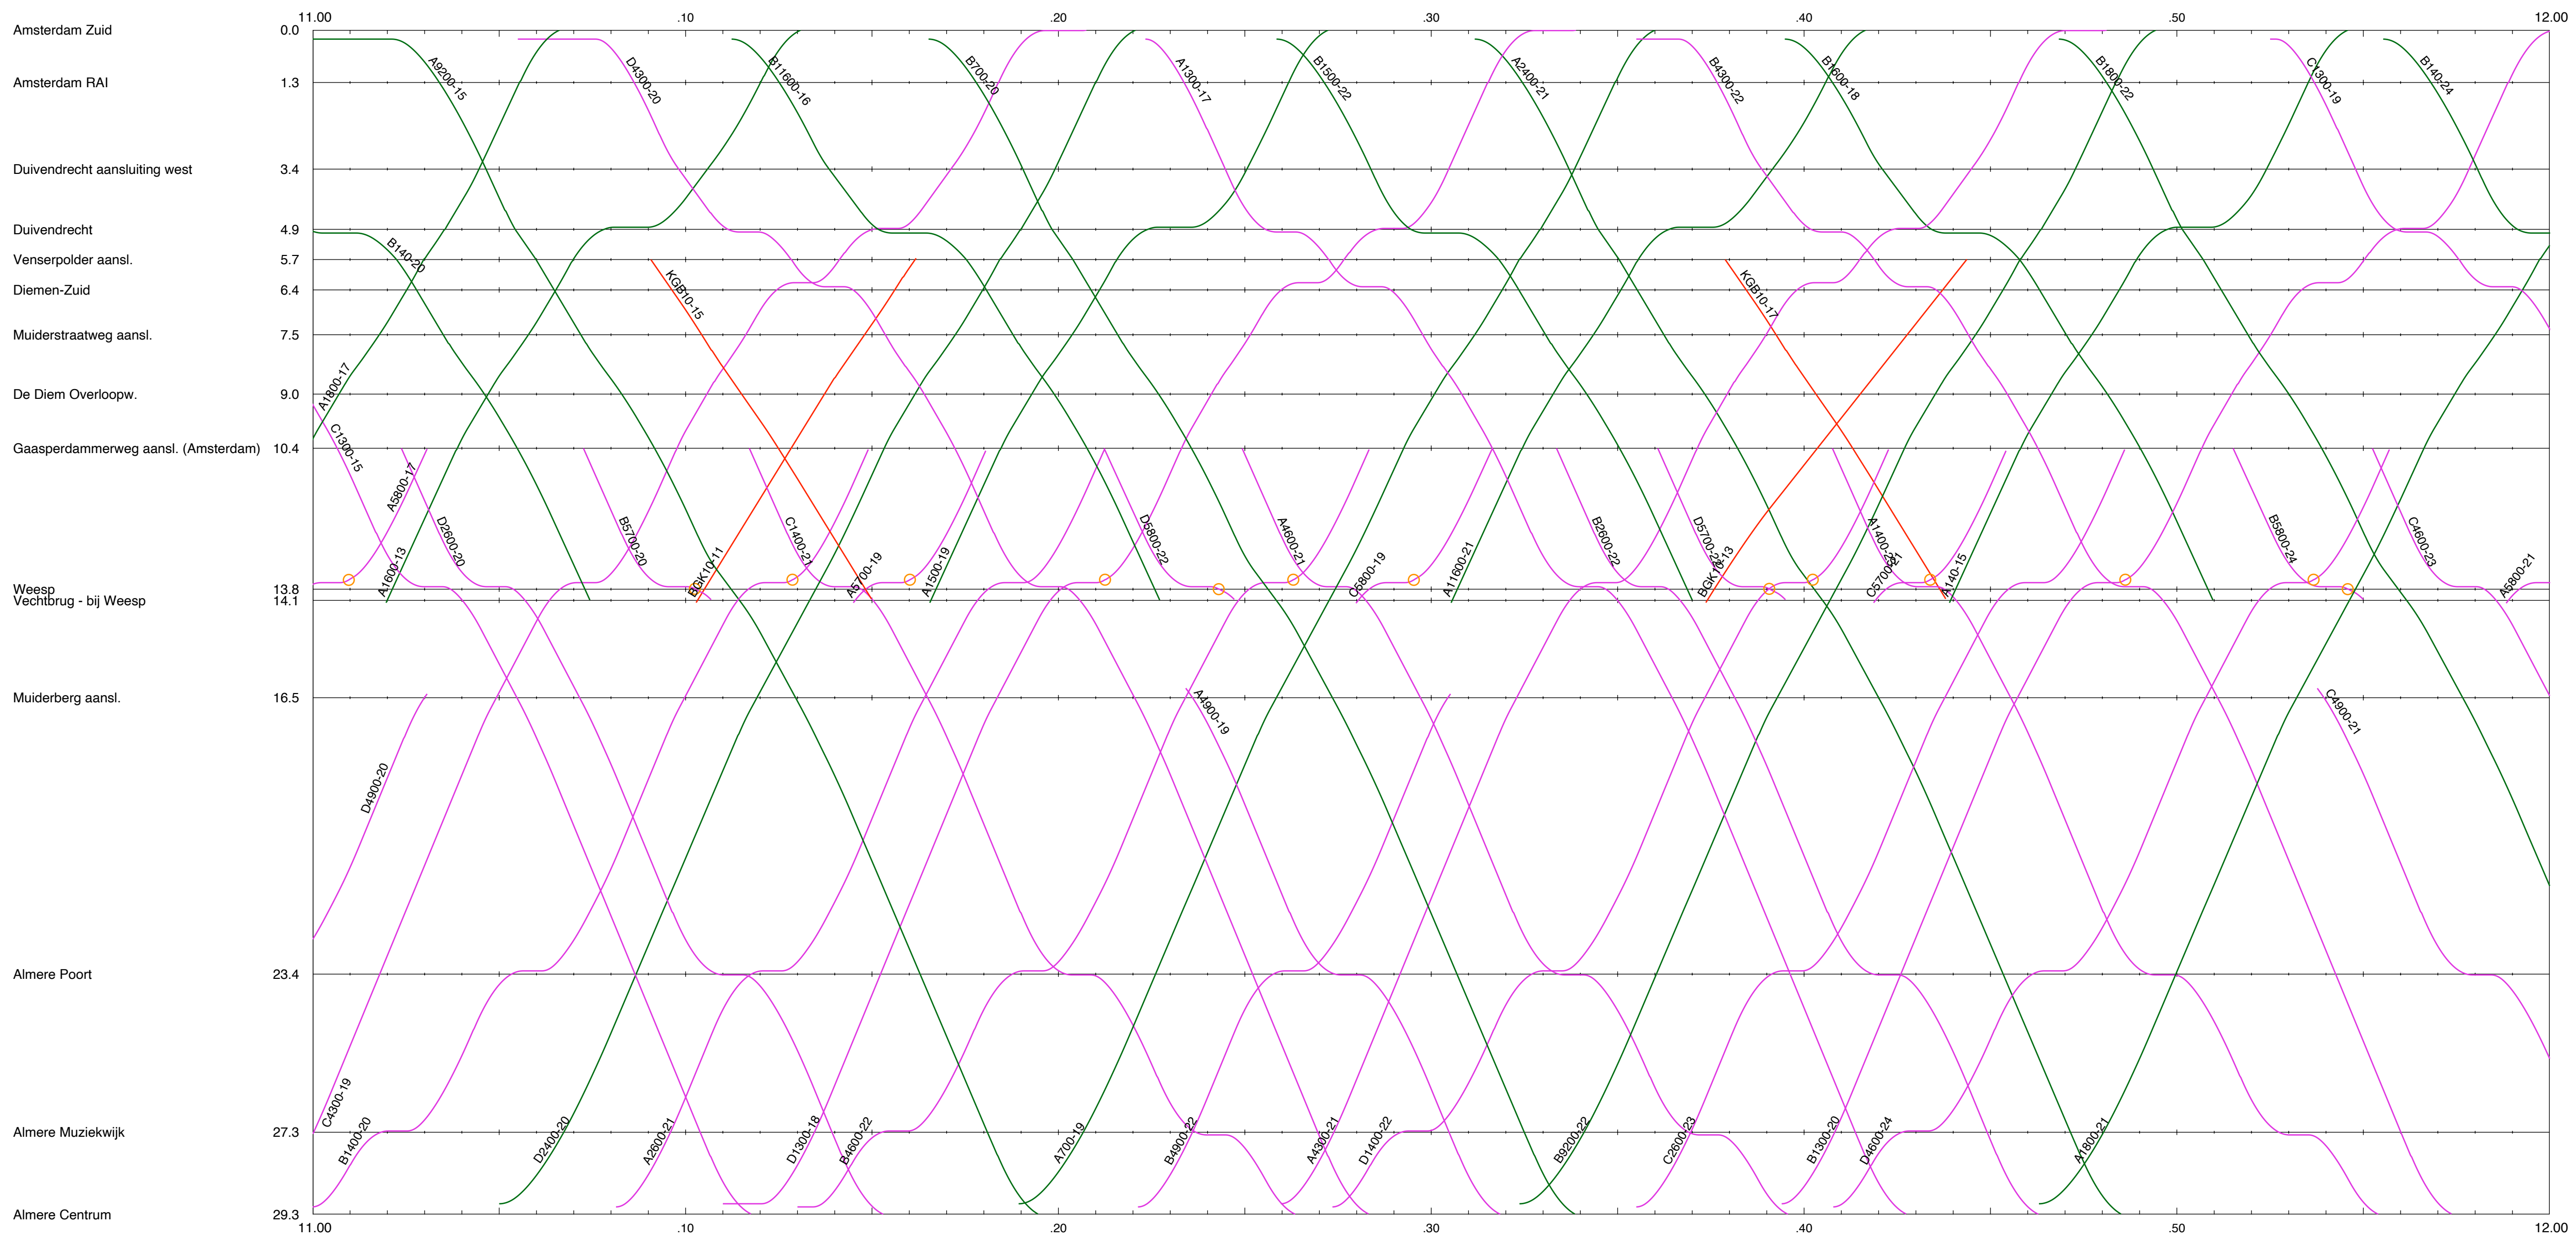 11.00 .10 .20 .30 .40 .50 12.00
Amsterdam Zuid 0.0
A9200-15 D4300-20 B11600-16 B700-20 A1300-17 B1500-22 A2400-21 B4300-22 B1600-18 B1800-22 C1300-19 B140-24
Amsterdam RAI 1.3
Duivendrecht aansluiting west 3.4
Duivendrecht 4.9
B140-20
Venserpolder aansl. 5.7
KGB10-15 KGB10-17
Diemen-Zuid 6.4
Muiderstraatweg aansl. 7.5
A1800-17
De Diem Overloopw. 9.0
C1300-15
Gaasperdammerweg aansl. (Amsterdam) 10.4
A5800-17 D2600-20 B5700-20 C1400-21 D5800-22 A4600-21 B2600-22 B5800-24 C4600-23
A1600-13 BGK10-11 A5700-19 A1500-19 C5800-19 A11600-21 BGK10-13 A140-15 A5800-21
Weesp 13.8
Vechtbrug - bij Weesp 14.1
Muiderberg aansl. 16.5
A4900-19 C4900-21
D4900-20
Almere Poort 23.4
C4300-19
Almere Muziekwijk 27.3
B1400-20 D2400-20 A2600-21 D1300-18 B4600-22 A700-19 B4900-22 A4300-21 D1400-22 B9200-22 C2600-23 B1300-20 D4600-24 A1800-21
Almere Centrum 29.3
11.00 .10 .20 .30 .40 .50 12.00